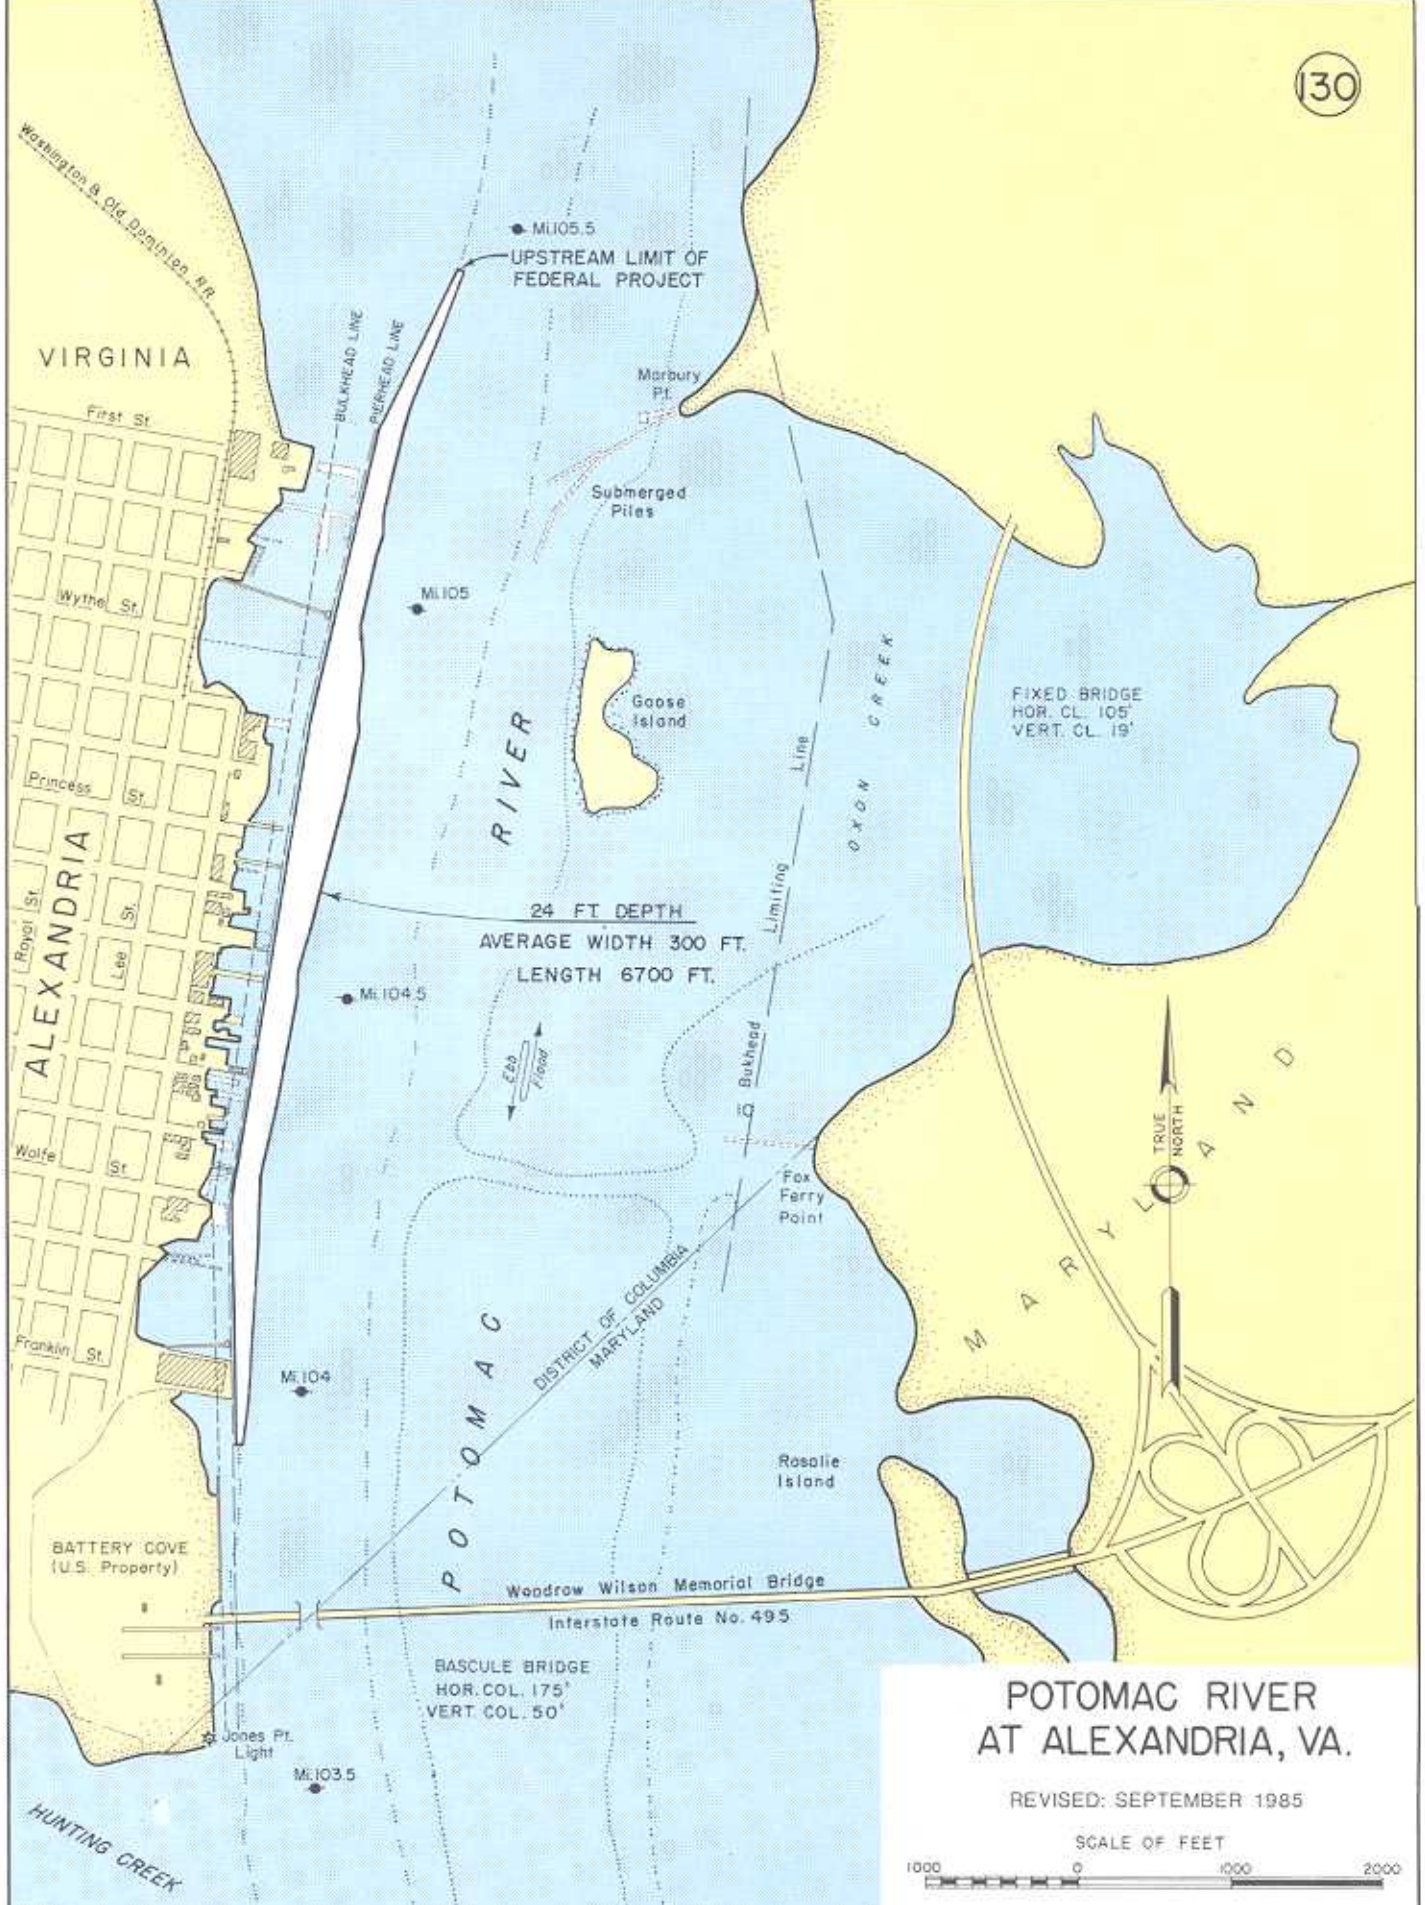 130
Washington & Old Dominion RR
Mi.105.5
UPSTREAM LIMIT OF
FEDERAL PROJECT
VIRGINIA
BULKHEAD LINE
PIERHEAD LINE
Marbury
Pt.
First St.
Submerged
Piles
Mi.105
Wythe St.
OXON CREEK
Goose
Island
FIXED BRIDGE
HOR. CL. 105'
VERT. CL. 19'
Princess St.
ALEXANDRIA
Royal St.
Lee St.
24 FT. DEPTH
AVERAGE WIDTH 300 FT.
LENGTH 6700 FT.
Mi.104.5
Ebb
Flood
Bukhead Limiting Line
10
TRUE
NORTH
MARYLAND
Wolfe St.
Fox
Ferry
Point
DISTRICT OF COLUMBIA
MARYLAND
Franklin St.
Mi.104
POTOMAC RIVER
Rosalie
Island
BATTERY COVE
(U.S. Property)
Woodrow Wilson Memorial Bridge
Interstate Route No. 495
BASCULE BRIDGE
HOR. COL. 175'
VERT. COL. 50'
Jones Pt.
Light
Mi.103.5
HUNTING CREEK
POTOMAC RIVER
AT ALEXANDRIA, VA.
REVISED: SEPTEMBER 1985
SCALE OF FEET
1000 0 1000 2000